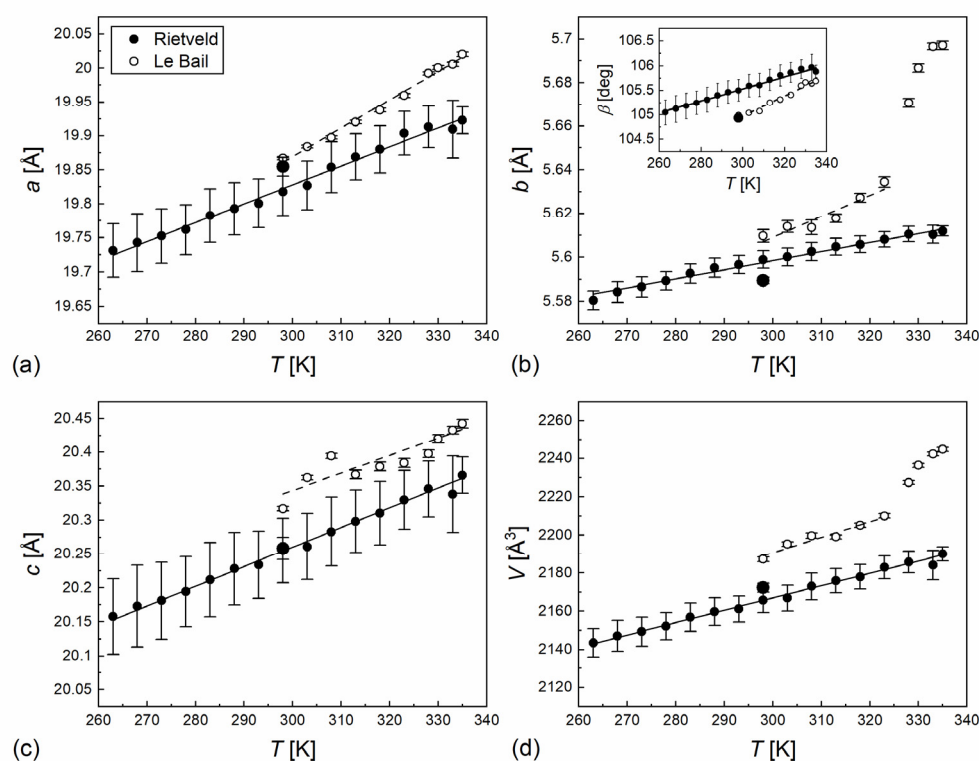 20.05
20
19.95
19.9
19.85
19.8
19.75
19.7
19.65
a [Å]
Rietveld
Le Bail
260 270 280 290 300 310 320 330 340
(a) T [K]
5.7
5.68
5.66
5.64
5.62
5.6
5.58
b [Å]
106.5
106
105.5
105
104.5
β [deg]
260 280 300 320 340
T [K]
260 270 280 290 300 310 320 330 340
(b) T [K]
20.45
20.4
20.35
20.3
20.25
20.2
20.15
20.1
20.05
c [Å]
260 270 280 290 300 310 320 330 340
(c) T [K]
2260
2240
2220
2200
2180
2160
2140
2120
V [Å³]
260 270 280 290 300 310 320 330 340
(d) T [K]